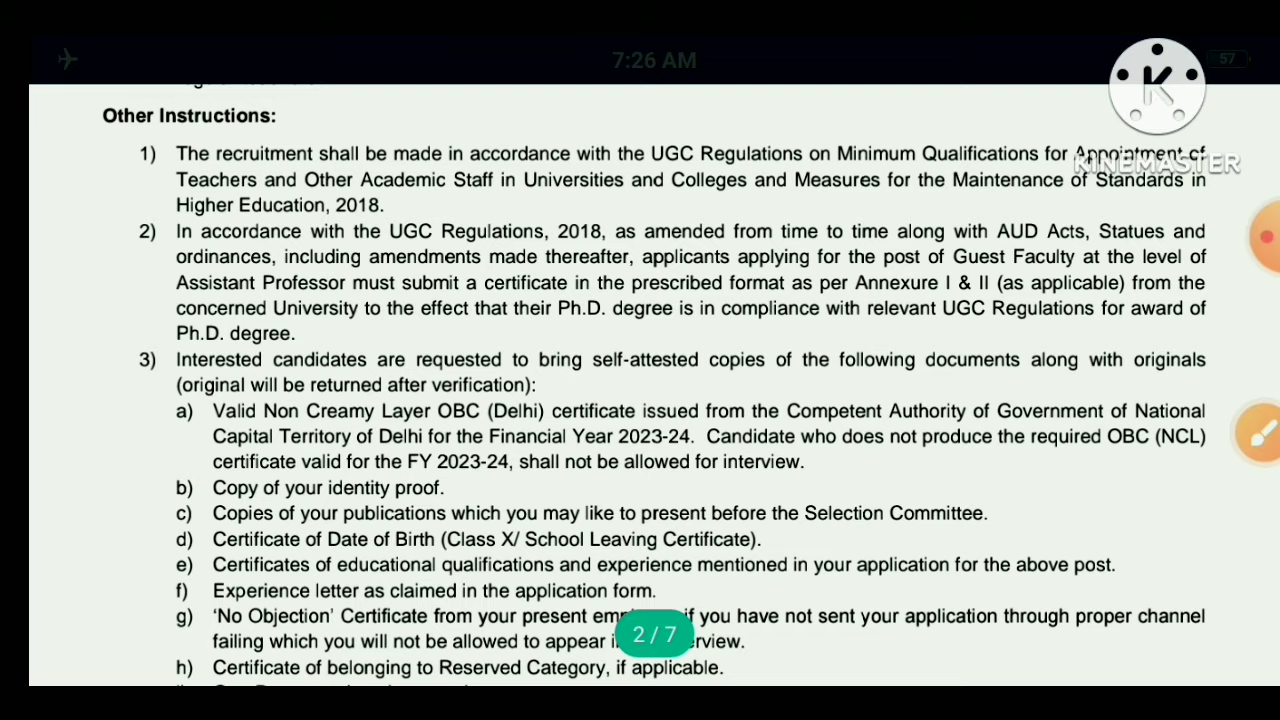 7:26 AM
57
KINEMASTER
Other Instructions:
1) The recruitment shall be made in accordance with the UGC Regulations on Minimum Qualifications for Appointment of
Teachers and Other Academic Staff in Universities and Colleges and Measures for the Maintenance of Standards in
Higher Education, 2018.
2) In accordance with the UGC Regulations, 2018, as amended from time to time along with AUD Acts, Statues and
ordinances, including amendments made thereafter, applicants applying for the post of Guest Faculty at the level of
Assistant Professor must submit a certificate in the prescribed format as per Annexure I & II (as applicable) from the
concerned University to the effect that their Ph.D. degree is in compliance with relevant UGC Regulations for award of
Ph.D. degree.
3) Interested candidates are requested to bring self-attested copies of the following documents along with originals
(original will be returned after verification):
a) Valid Non Creamy Layer OBC (Delhi) certificate issued from the Competent Authority of Government of National
Capital Territory of Delhi for the Financial Year 2023-24. Candidate who does not produce the required OBC (NCL)
certificate valid for the FY 2023-24, shall not be allowed for interview.
b) Copy of your identity proof.
c) Copies of your publications which you may like to present before the Selection Committee.
d) Certificate of Date of Birth (Class X/ School Leaving Certificate).
e) Certificates of educational qualifications and experience mentioned in your application for the above post.
f) Experience letter as claimed in the application form.
g) 'No Objection' Certificate from your present if you have not sent your application through proper channel
failing which you will not be allowed to appear
2 / 7
h) Certificate of belonging to Reserved Category, if applicable.